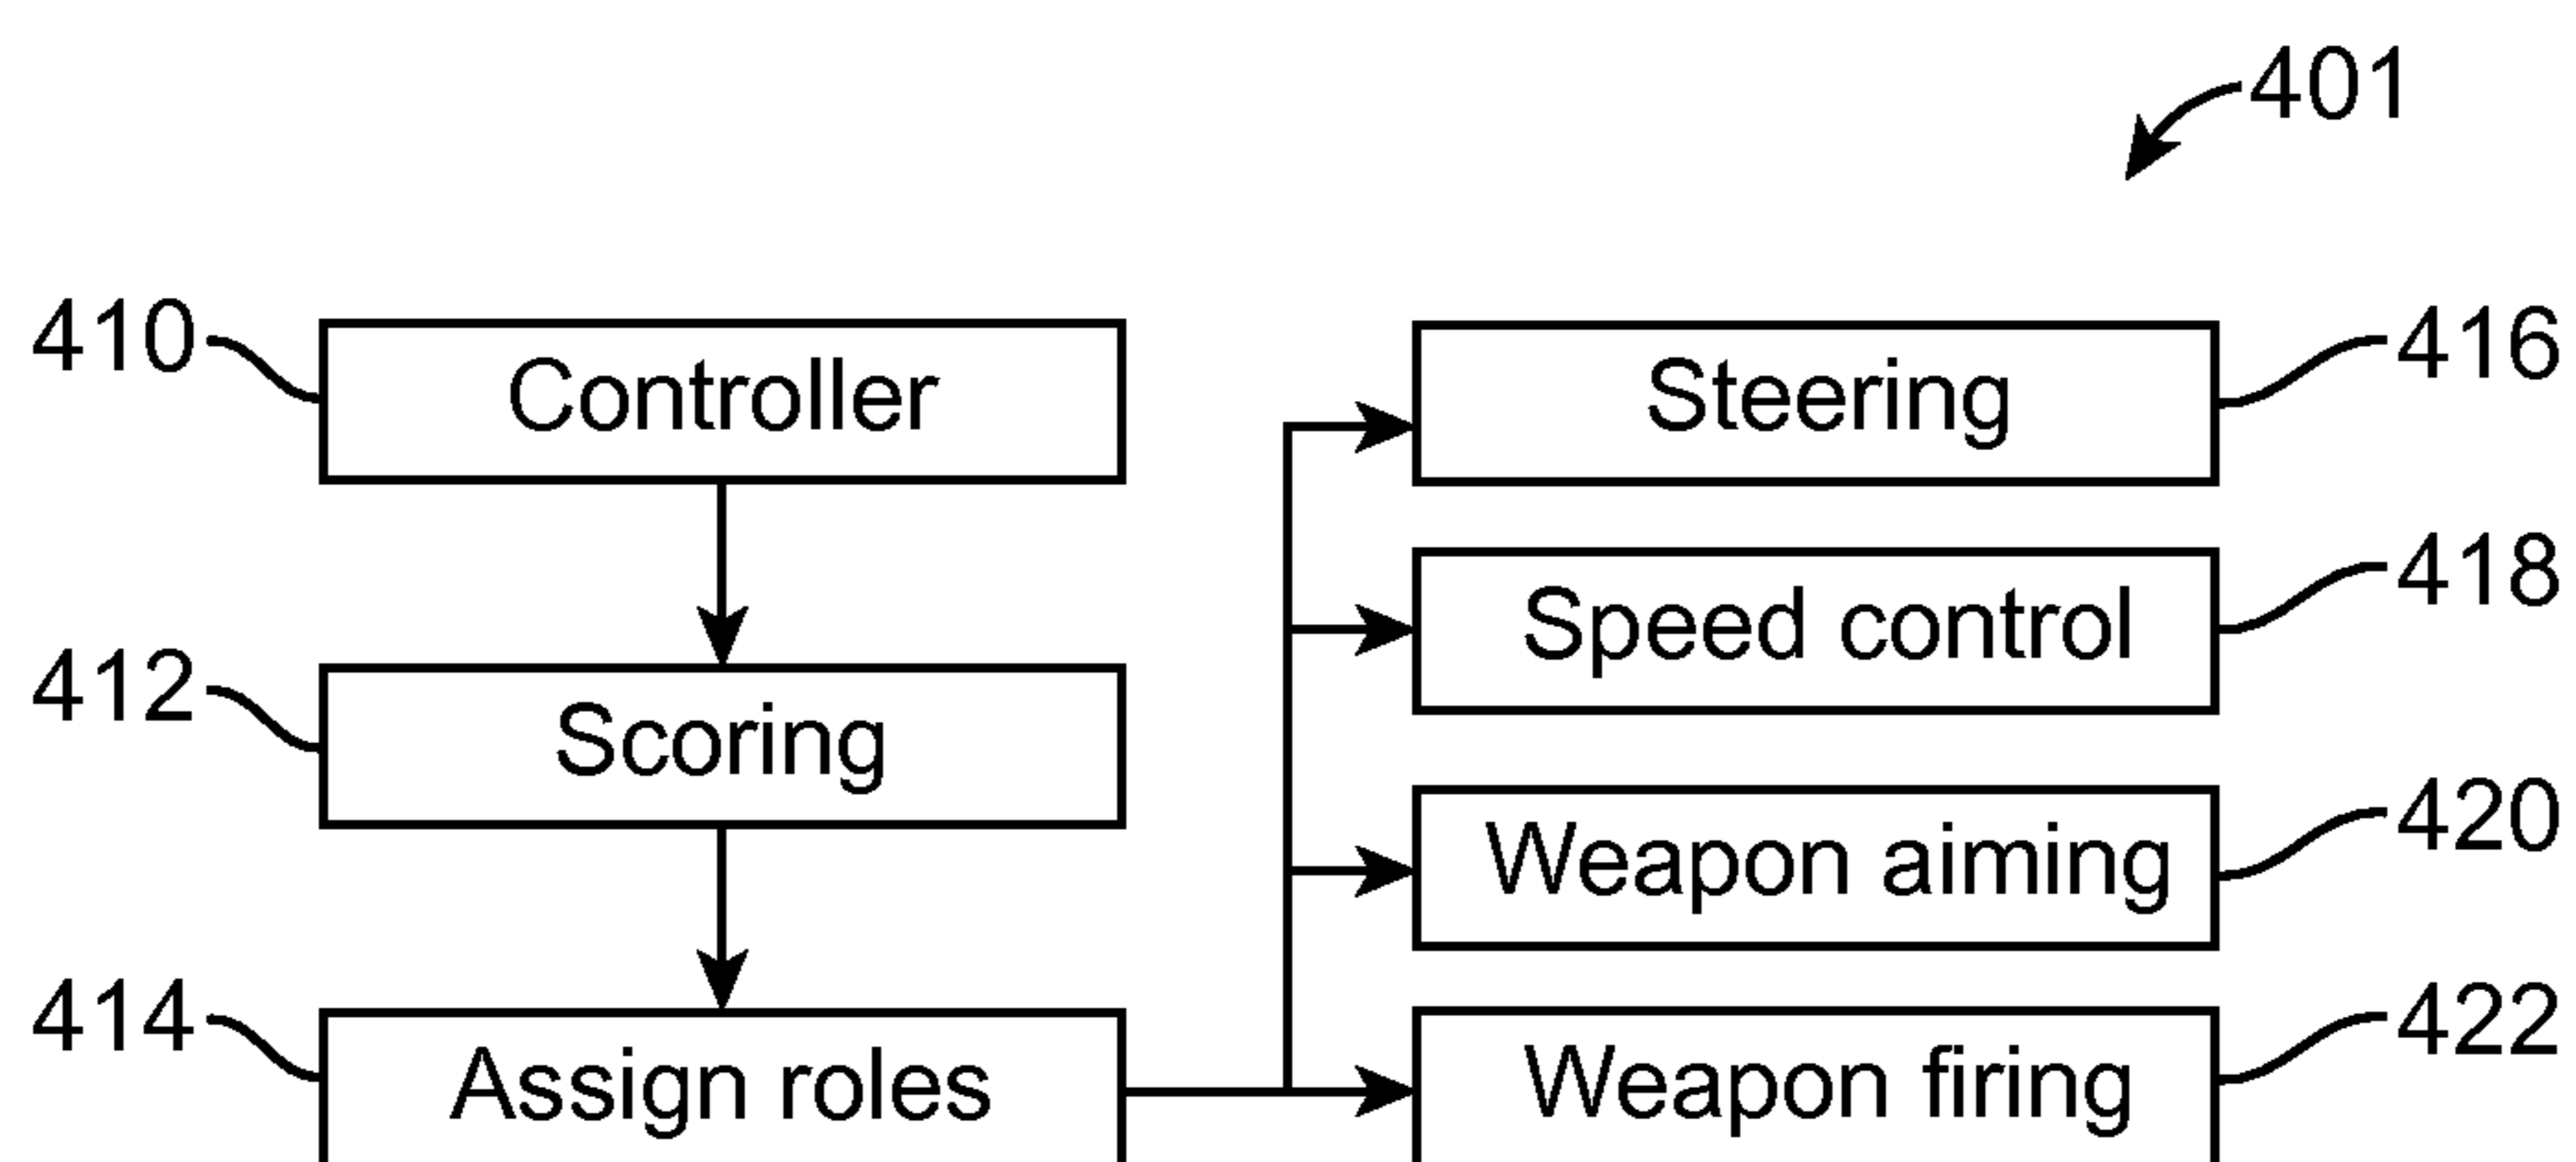 401
410
Controller
Steering
416
Speed control
418
412
Scoring
Weapon aiming
420
414
Assign roles
Weapon firing
422